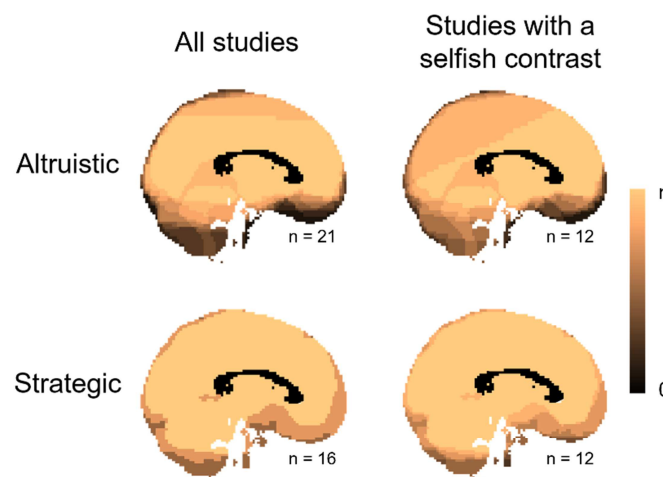 All studies
Studies with a
selfish contrast
Altruistic
n = 21
n = 12
n
0
Strategic
n = 16
n = 12